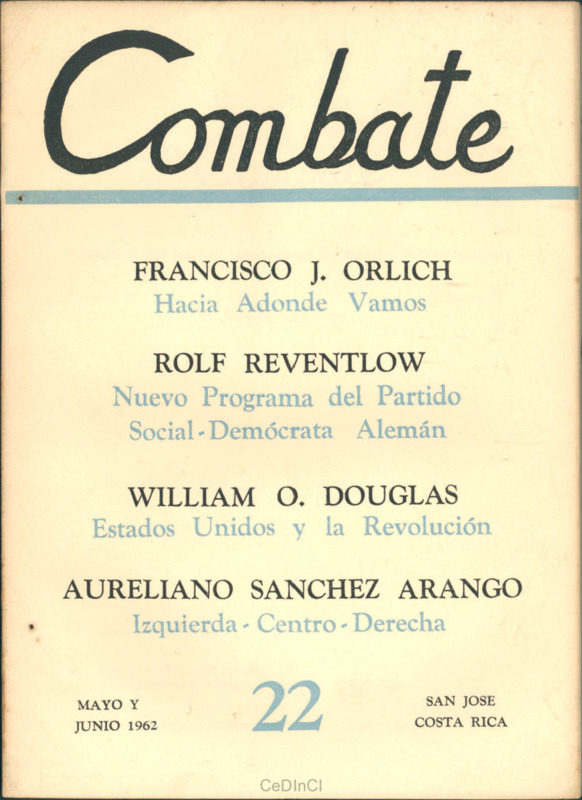 Combate
FRANCISCO J. ORLICH
Hacia Adonde Vamos
ROLF REVENTLOW
Nuevo Programa del Partido
Social-Demócrata Alemán
WILLIAM O. DOUGLAS
Estados Unidos y la Revolución
AURELIANO SANCHEZ ARANGO
Izquierda-Centro-Derecha
MAYO Y
JUNIO 1962
22
SAN JOSE
COSTA RICA
CeDInCI